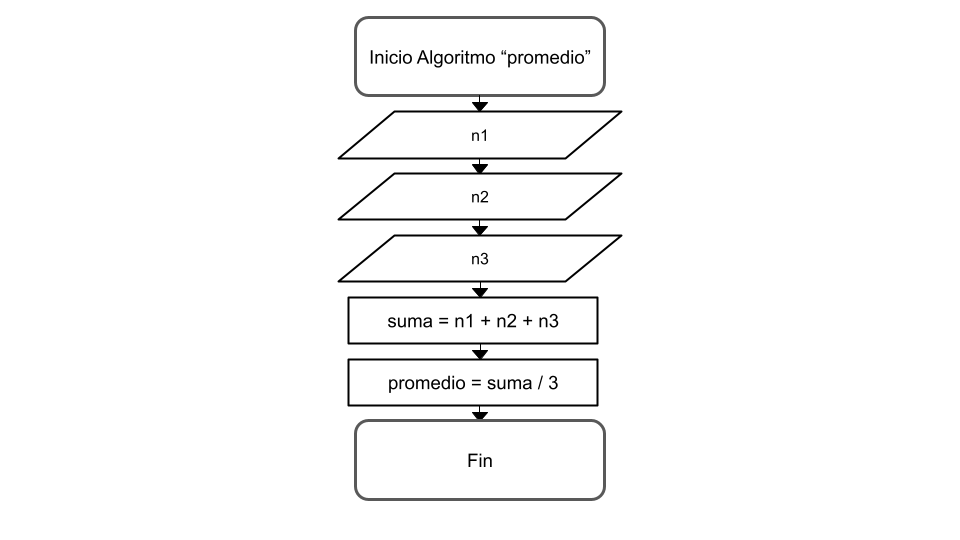 Inicio Algoritmo “promedio”
n1
n2
n3
suma = n1 + n2 + n3
promedio = suma / 3
Fin